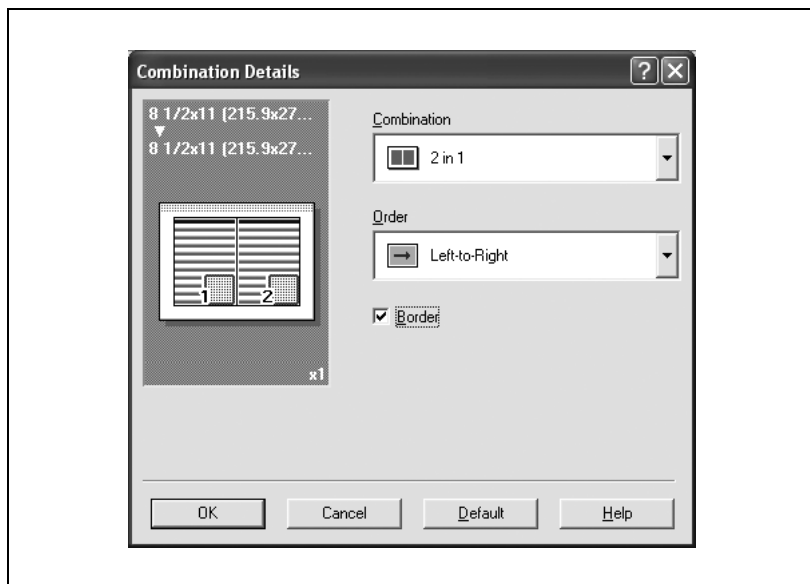 Combination Details
8 1/2x11 (215.9x27...
8 1/2x11 (215.9x27...
1 2
x1
Combination
2 in 1
Order
Left-to-Right
Border
OK Cancel Default Help